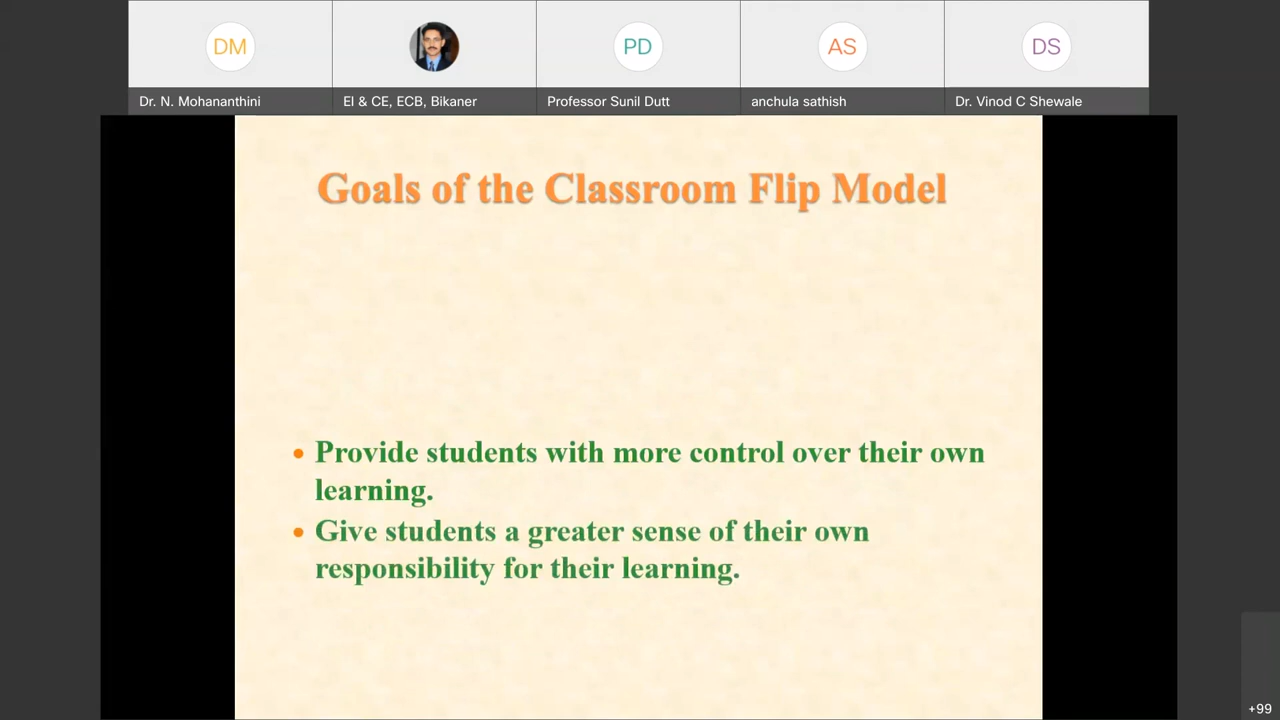 DM
PD
AS
DS
Dr. N. Mohananthini
EI & CE, ECB, Bikaner
Professor Sunil Dutt
anchula sathish
Dr. Vinod C Shewale
Goals of the Classroom Flip Model
• Provide students with more control over their own
learning.
• Give students a greater sense of their own
responsibility for their learning.
+99